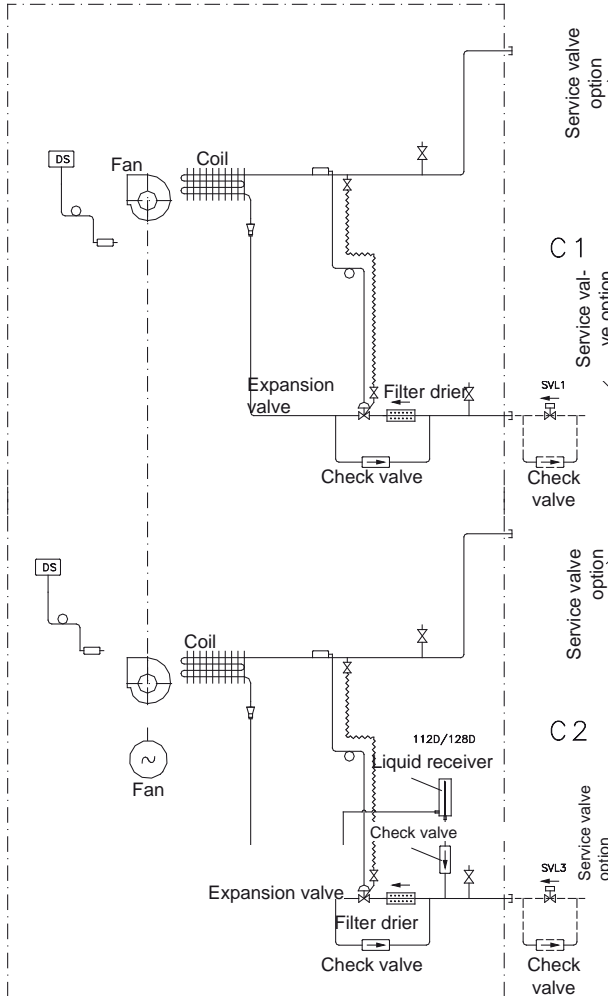 Service valve
option
DS
Fan
Coil
C1
Service val-
ve option
Expansion
valve
Filter drier
SVL1
Check valve
Check
valve
DS
Service valve
option
Coil
C2
112D/128D
Liquid receiver
Fan
Check valve
Service valve
option
SVL3
Expansion valve
Filter drier
Check valve
Check
valve